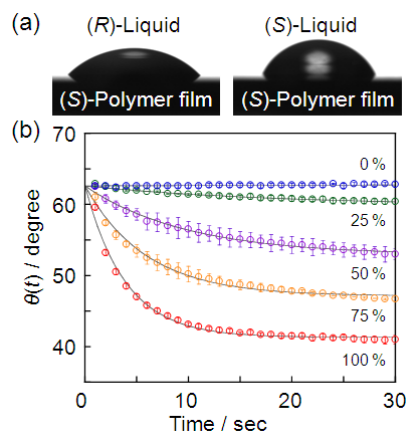 (a)
(R)-Liquid (S)-Liquid
(S)-Polymer film (S)-Polymer film
(b)
70
60
50
40
θ(t) / degree
0 %
25 %
50 %
75 %
100 %
0 10 20 30
Time / sec